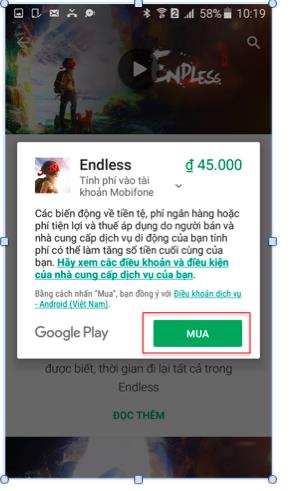 58% 10:19
ENDLESS
Endless
₫ 45.000
Tính phí vào tài
khoản Mobifone
Các biến động về tiền tệ, phí ngân hàng hoặc
phí tiện lợi và thuế áp dụng do người bán và
nhà cung cấp dịch vụ di động của bạn tính
phí có thể làm tăng số tiền cuối cùng của
bạn. Hãy xem các điều khoản và điều kiện
của nhà cung cấp dịch vụ của bạn.
Bằng cách nhấn "Mua", bạn đồng ý với Điều khoản dịch vụ
- Android (Việt Nam).
Google Play
MUA
được biết, thời gian đi lại tất cả trong
Endless
ĐỌC THÊM